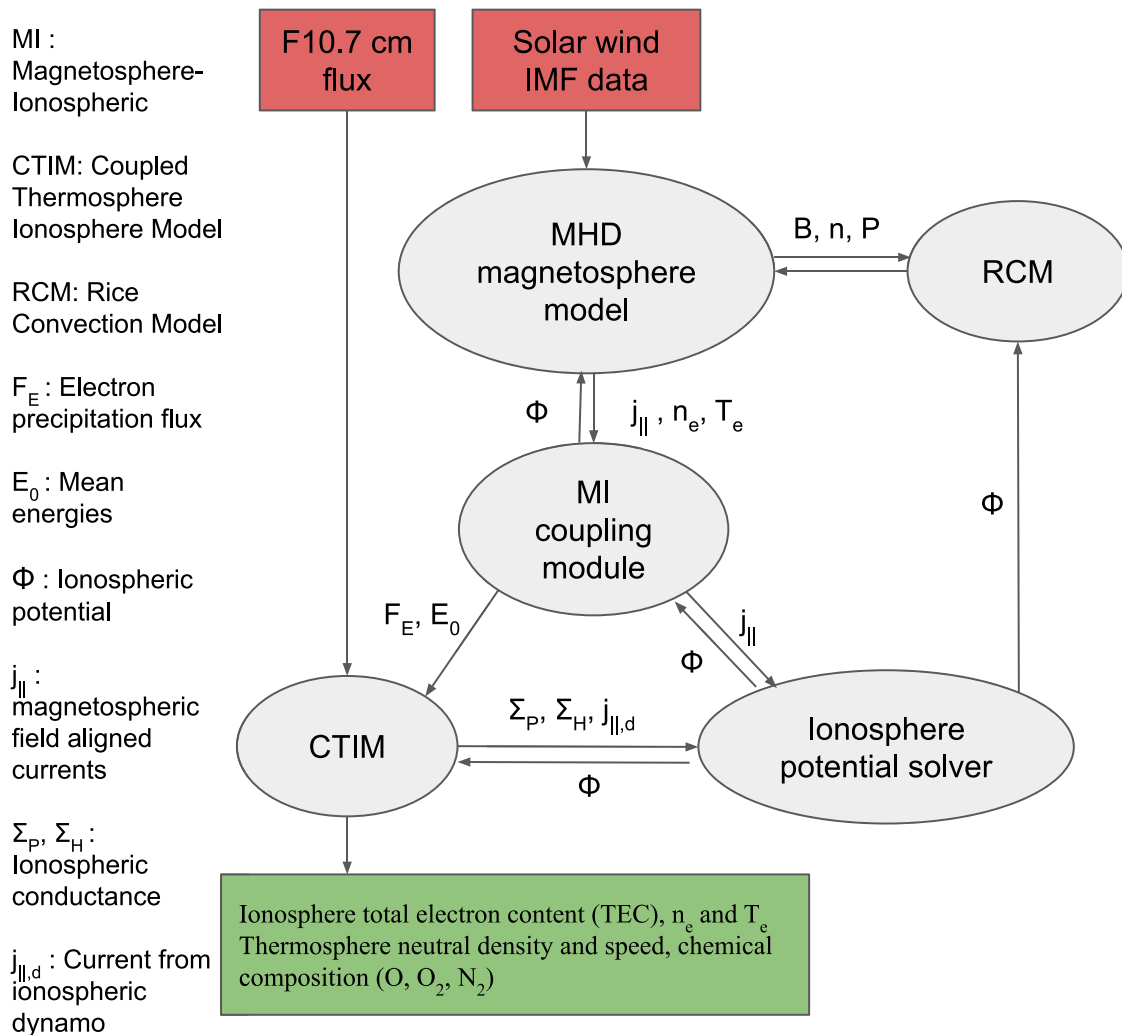 MI :
Magnetosphere-
Ionospheric
CTIM: Coupled
Thermosphere
Ionosphere Model
RCM: Rice
Convection Model
F_E : Electron
precipitation flux
E_0 : Mean
energies
Φ : Ionospheric
potential
j_|| :
magnetospheric
field aligned
currents
Σ_P, Σ_H :
Ionospheric
conductance
j_||,d : Current from
ionospheric
dynamo
F10.7 cm
flux
Solar wind
IMF data
MHD
magnetosphere
model
B, n, P
RCM
Φ
j_|| , n_e, T_e
MI
coupling
module
Φ
F_E, E_0
j_||
Φ
CTIM
Σ_P, Σ_H, j_||,d
Φ
Ionosphere
potential solver
Ionosphere total electron content (TEC), n_e and T_e
Thermosphere neutral density and speed, chemical
composition (O, O_2, N_2)